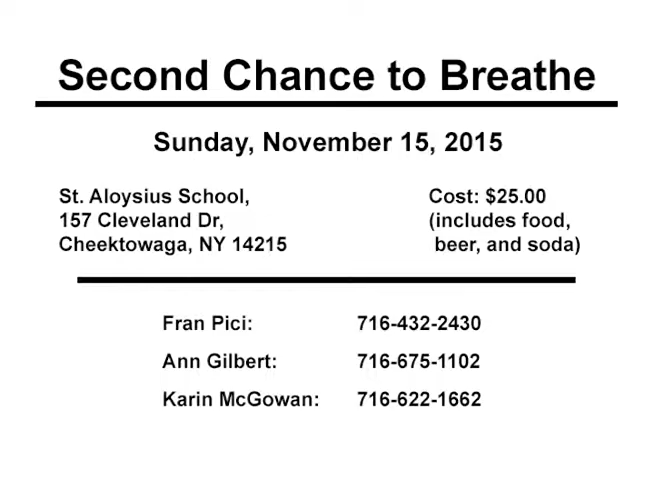 Second Chance to Breathe
Sunday, November 15, 2015
St. Aloysius School,
157 Cleveland Dr,
Cheektowaga, NY 14215
Cost: $25.00
(includes food,
beer, and soda)
Fran Pici: 716-432-2430
Ann Gilbert: 716-675-1102
Karin McGowan: 716-622-1662